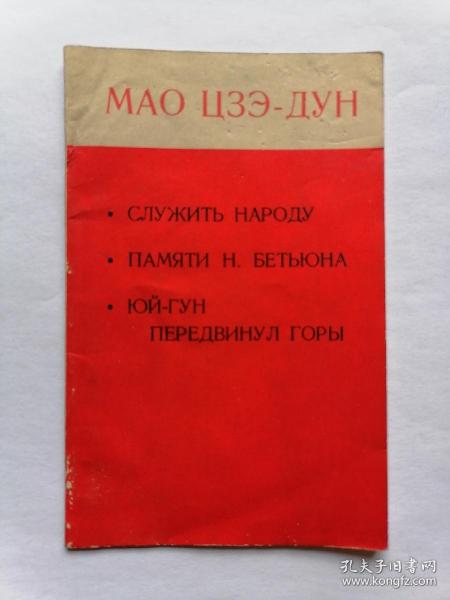 МАО ЦЗЭ-ДУН
• СЛУЖИТЬ НАРОДУ
• ПАМЯТИ Н. БЕТЬЮНА
• ЮЙ-ГУН
ПЕРЕДВИНУЛ ГОРЫ
孔夫子旧书网
www.kongfz.com